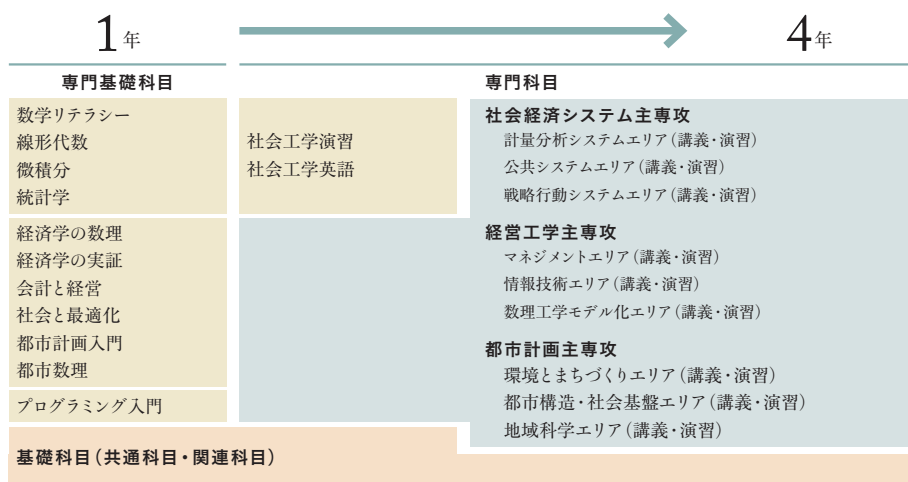 1年
4年
専門基礎科目
数学リテラシー
線形代数
微積分
統計学
経済学の数理
経済学の実証
会計と経営
社会と最適化
都市計画入門
都市数理
プログラミング入門
社会工学演習
社会工学英語
専門科目
社会経済システム主専攻
計量分析システムエリア（講義・演習）
公共システムエリア（講義・演習）
戦略行動システムエリア（講義・演習）
経営工学主専攻
マネジメントエリア（講義・演習）
情報技術エリア（講義・演習）
数理工学モデル化エリア（講義・演習）
都市計画主専攻
環境とまちづくりエリア（講義・演習）
都市構造・社会基盤エリア（講義・演習）
地域科学エリア（講義・演習）
基礎科目（共通科目・関連科目）